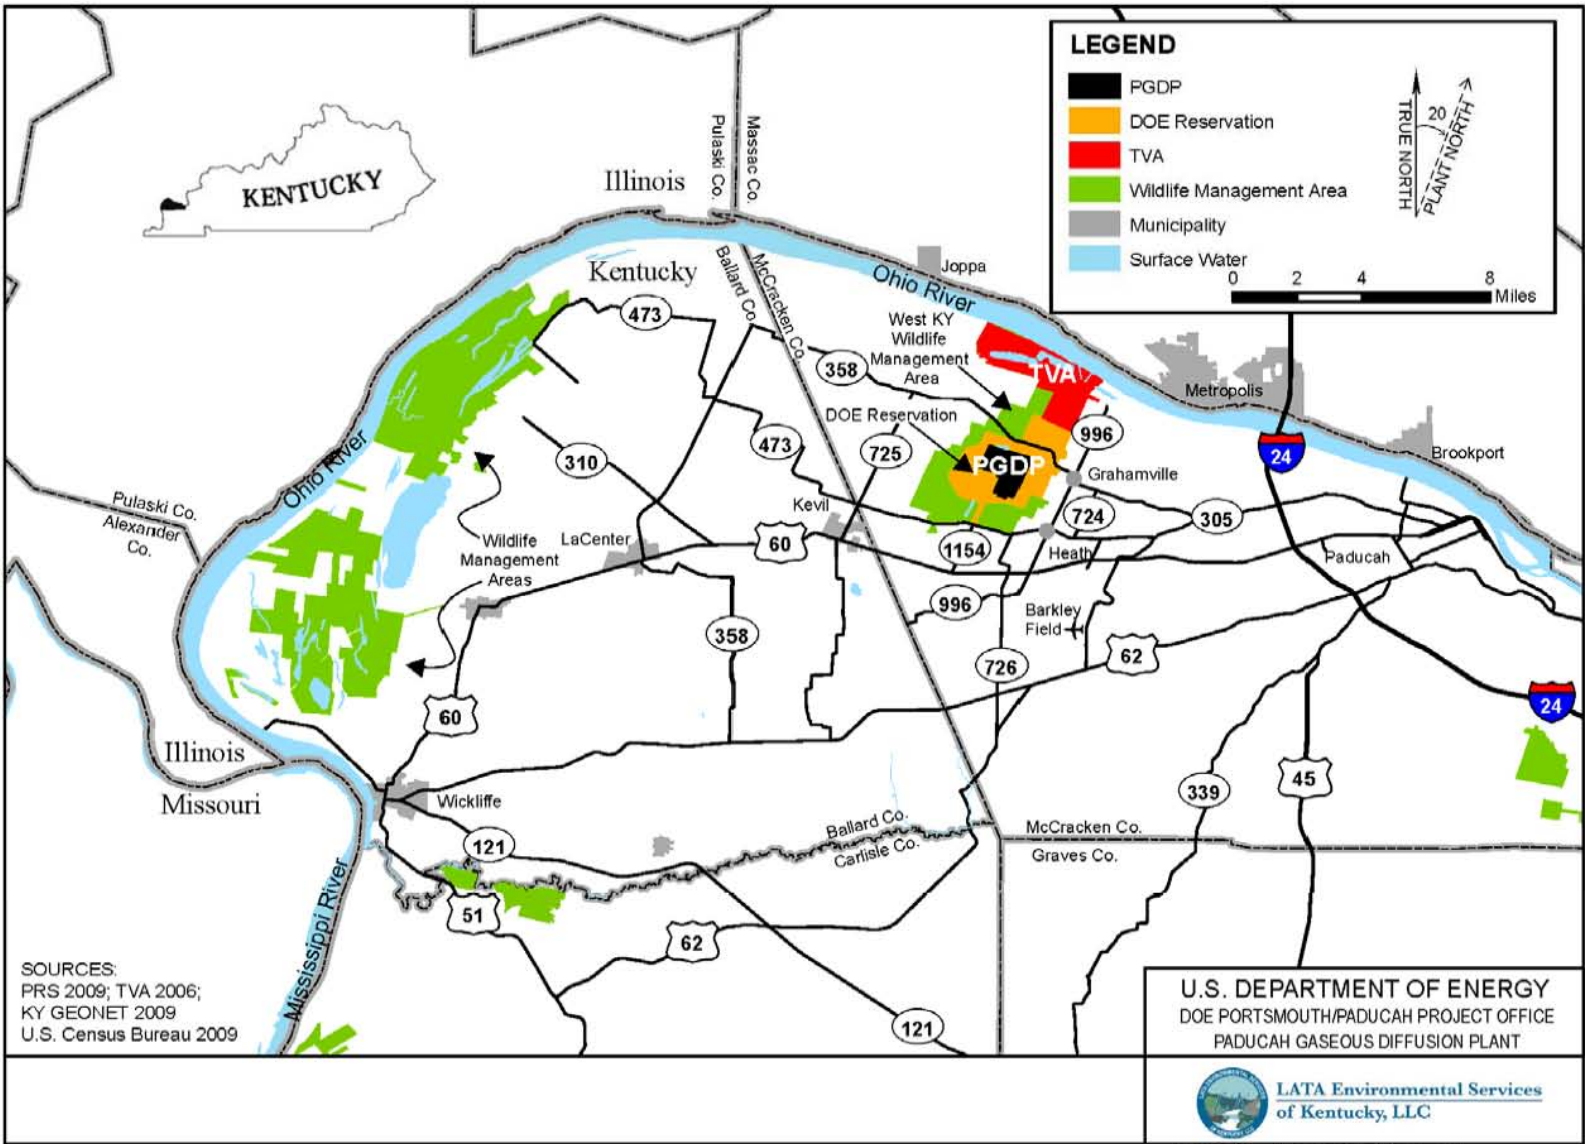 LEGEND
PGDP
DOE Reservation
TVA
Wildlife Management Area
Municipality
Surface Water
TRUE NORTH
20
PLANT NORTH
0 2 4 8
Miles
KENTUCKY
Illinois
Pulaski Co.
Massac Co.
Kentucky
Ballard Co.
McCracken Co.
Ohio River
Joppa
473
West KY
Wildlife
Management
Area
358
TVA
Metropolis
DOE Reservation
996
725
473
310
PGDP
24
Brookport
Grahamville
Ohio River
Pulaski Co.
Alexander
Co.
Kevil
724
305
Wildlife
Management
Areas
LaCenter
60
1154
Heath
Paducah
996
Barkley
Field
358
726
62
60
24
Illinois
Missouri
Wickliffe
339
45
121
Ballard Co.
Carlisle Co.
McCracken Co.
Graves Co.
51
62
Mississippi River
121
SOURCES:
PRS 2009; TVA 2006;
KY GEONET 2009
U.S. Census Bureau 2009
U.S. DEPARTMENT OF ENERGY
DOE PORTSMOUTH/PADUCAH PROJECT OFFICE
PADUCAH GASEOUS DIFFUSION PLANT
LATA Environmental Services
of Kentucky, LLC